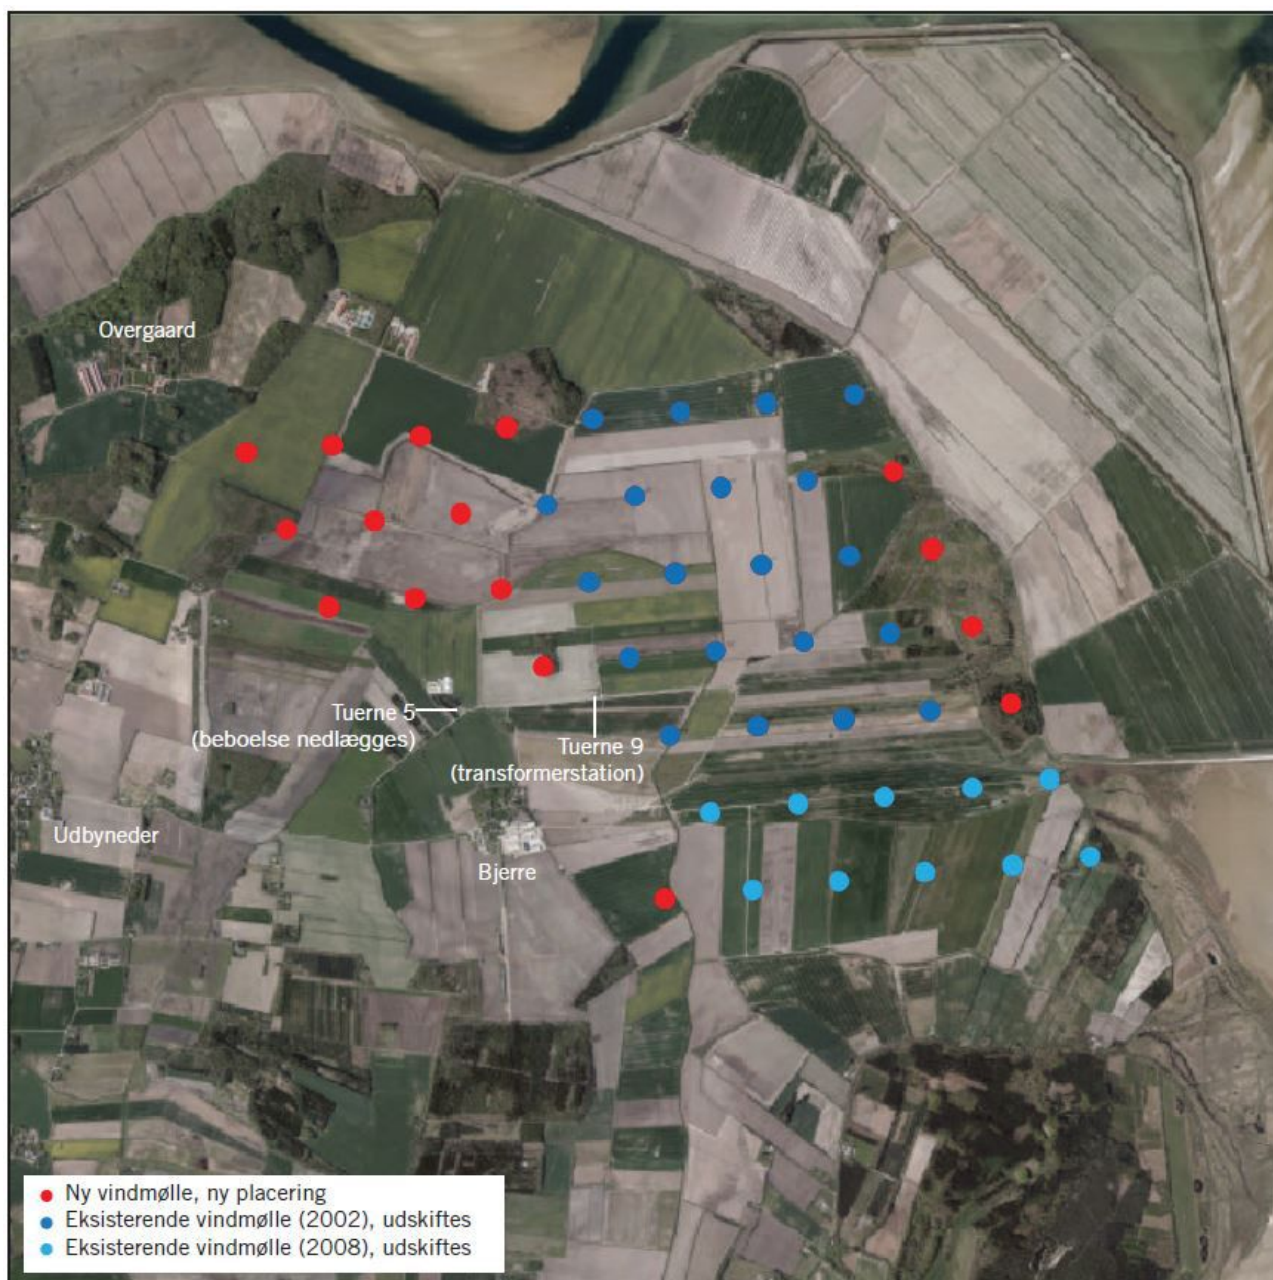 Overgaard
Tuerne 5
(beboelse nedlægges)
Tuerne 9
(transformerstation)
Udbyneder
Bjerre
Ny vindmølle, ny placering
Eksisterende vindmølle (2002), udskiftes
Eksisterende vindmølle (2008), udskiftes